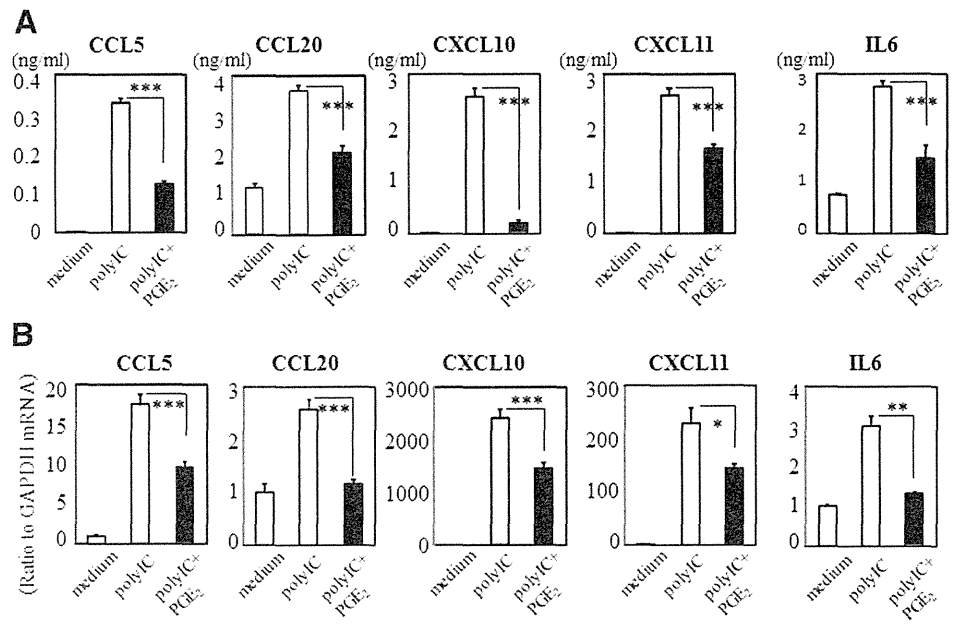 A
CCL5 CCL20 CXCL10 CXCL11 IL6
(ng/ml) (ng/ml) (ng/ml) (ng/ml) (ng/ml)
0.4 4 3 3 3
0.3 3 2 2 2
0.2 2 1 1 1
0.1 1 0 0 0
0 0
*** *** *** *** ***
medium polyIC polyIC+ PGE₂ medium polyIC polyIC+ PGE₂ medium polyIC polyIC+ PGE₂ medium polyIC polyIC+ PGE₂ medium polyIC polyIC+ PGE₂
B
CCL5 CCL20 CXCL10 CXCL11 IL6
(Ratio to GAPDH mRNA)
20 3 3000 300 4
15 2 2000 200 3
10 1 1000 100 2
5 0 0 0 1
0 0
*** *** *** * **
medium polyIC polyIC+ PGE₂ medium polyIC polyIC+ PGE₂ medium polyIC polyIC+ PGE₂ medium polyIC polyIC+ PGE₂ medium polyIC polyIC+ PGE₂